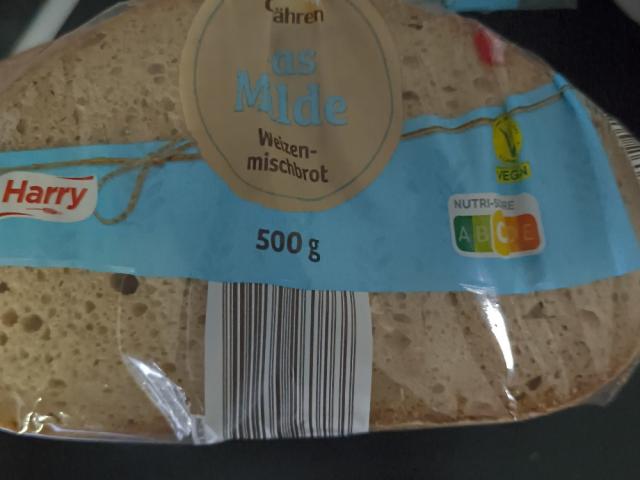 ähren
as
Milde
Weizen-
mischbrot
Harry
500 g
VEGAN
NUTRI-SCORE
A B C D E